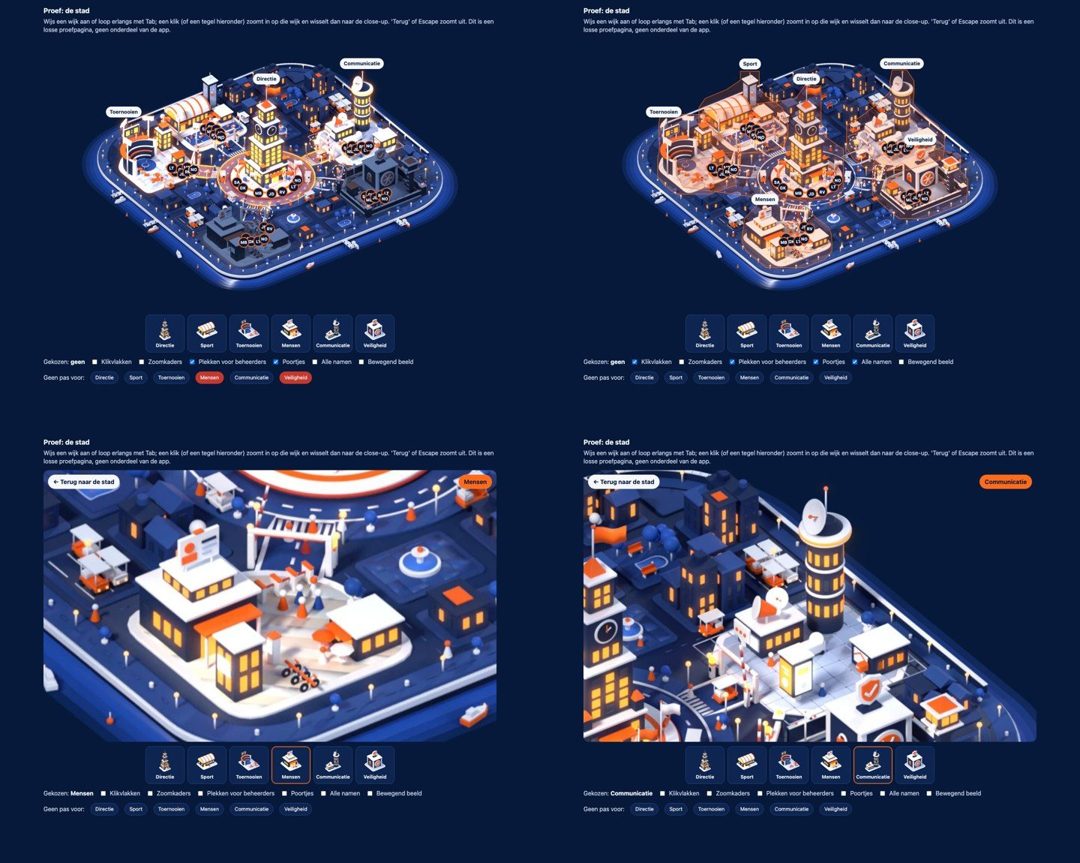 Proef: de stad
Wijs een wijk aan of loop erlangs met Tab; een klik (of een tegel hieronder) zoomt in op die wijk en wisselt dan naar de close-up. 'Terug' of Escape zoomt uit. Dit is een
losse proefpagina, geen onderdeel van de app.
Communicatie
Directie
Toernooien
Directie Sport Toernooien Mensen Communicatie Veiligheid
Gekozen: geen Klikvlakken Zoomkaders Plekken voor beheerders Poortjes Alle namen Bewegend beeld
Geen pas voor: Directie Sport Toernooien Mensen Communicatie Veiligheid
Proef: de stad
Wijs een wijk aan of loop erlangs met Tab; een klik (of een tegel hieronder) zoomt in op die wijk en wisselt dan naar de close-up. 'Terug' of Escape zoomt uit. Dit is een
losse proefpagina, geen onderdeel van de app.
Sport
Communicatie
Directie
Toernooien
Veiligheid
Mensen
Directie Sport Toernooien Mensen Communicatie Veiligheid
Gekozen: geen Klikvlakken Zoomkaders Plekken voor beheerders Poortjes Alle namen Bewegend beeld
Geen pas voor: Directie Sport Toernooien Mensen Communicatie Veiligheid
Proef: de stad
Wijs een wijk aan of loop erlangs met Tab; een klik (of een tegel hieronder) zoomt in op die wijk en wisselt dan naar de close-up. 'Terug' of Escape zoomt uit. Dit is een
losse proefpagina, geen onderdeel van de app.
← Terug naar de stad
Mensen
Directie Sport Toernooien Mensen Communicatie Veiligheid
Gekozen: Mensen Klikvlakken Zoomkaders Plekken voor beheerders Poortjes Alle namen Bewegend beeld
Geen pas voor: Directie Sport Toernooien Mensen Communicatie Veiligheid
Proef: de stad
Wijs een wijk aan of loop erlangs met Tab; een klik (of een tegel hieronder) zoomt in op die wijk en wisselt dan naar de close-up. 'Terug' of Escape zoomt uit. Dit is een
losse proefpagina, geen onderdeel van de app.
← Terug naar de stad
Communicatie
Directie Sport Toernooien Mensen Communicatie Veiligheid
Gekozen: Communicatie Klikvlakken Zoomkaders Plekken voor beheerders Poortjes Alle namen Bewegend beeld
Geen pas voor: Directie Sport Toernooien Mensen Communicatie Veiligheid